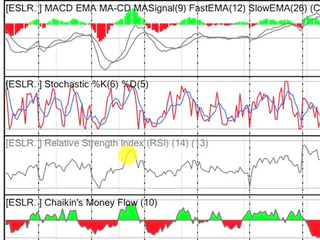 [ESLR..] MACD EMA MA-CD MASignal(9) FastEMA(12) SlowEMA(26) (C
[ESLR..] Stochastic %K(6) %D(5)
[ESLR..] Relative Strength Index (RSI) (14) (13)
[ESLR..] Chaikin's Money Flow (10)